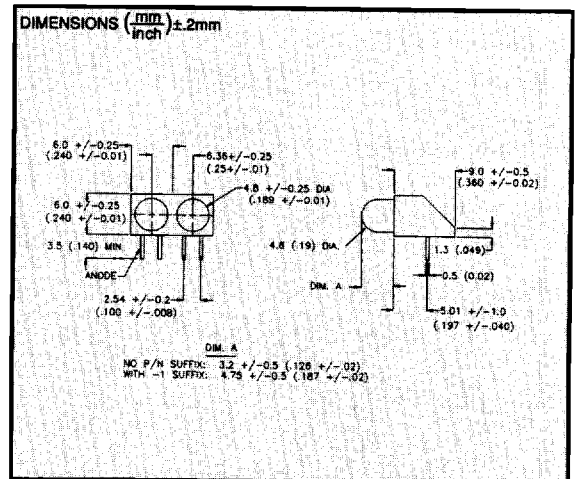 DIMENSIONS (mm/inch)±.2mm
6.0 +/-0.25
(.240 +/-0.01)
6.36+/-0.25
(.25+/-.01)
4.8 +/-0.25 DIA
(.189 +/-0.01)
6.0 +/-0.25
(.240 +/-0.01)
3.5 (.140) MIN.
ANODE
2.54 +/-0.2
(.100 +/-.008)
9.0 +/-0.5
(.360 +/-0.02)
4.8 (.19) DIA.
1.3 (.049)
0.5 (0.02)
DIM. A
5.01 +/-1.0
(.197 +/-.040)
DIM. A
NO P/N SUFFIX: 3.2 +/-0.5 (.126 +/-.02)
WITH -1 SUFFIX: 4.75 +/-0.5 (.187 +/-.02)